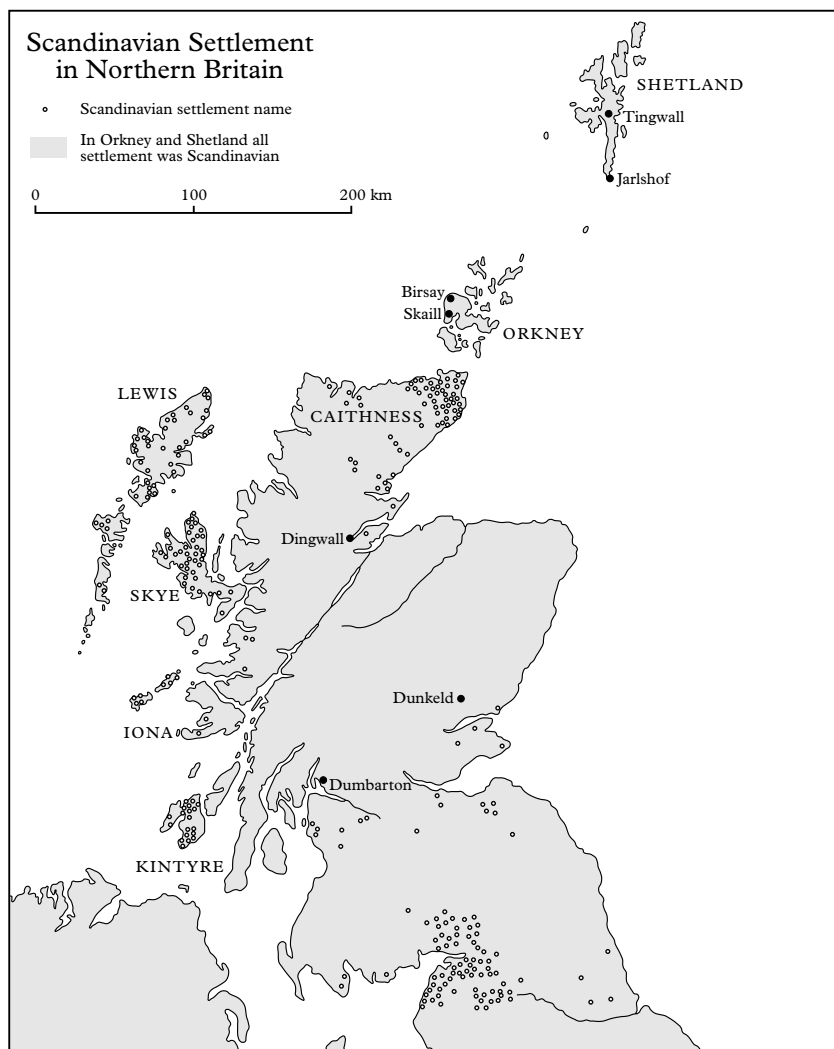 Scandinavian Settlement
in Northern Britain
Scandinavian settlement name
In Orkney and Shetland all
settlement was Scandinavian
0 100 200 km
SHETLAND
Tingwall
Jarlshof
Birsay
Skaill
ORKNEY
LEWIS
CAITHNESS
Dingwall
SKYE
Dunkeld
IONA
Dumbarton
KINTYRE